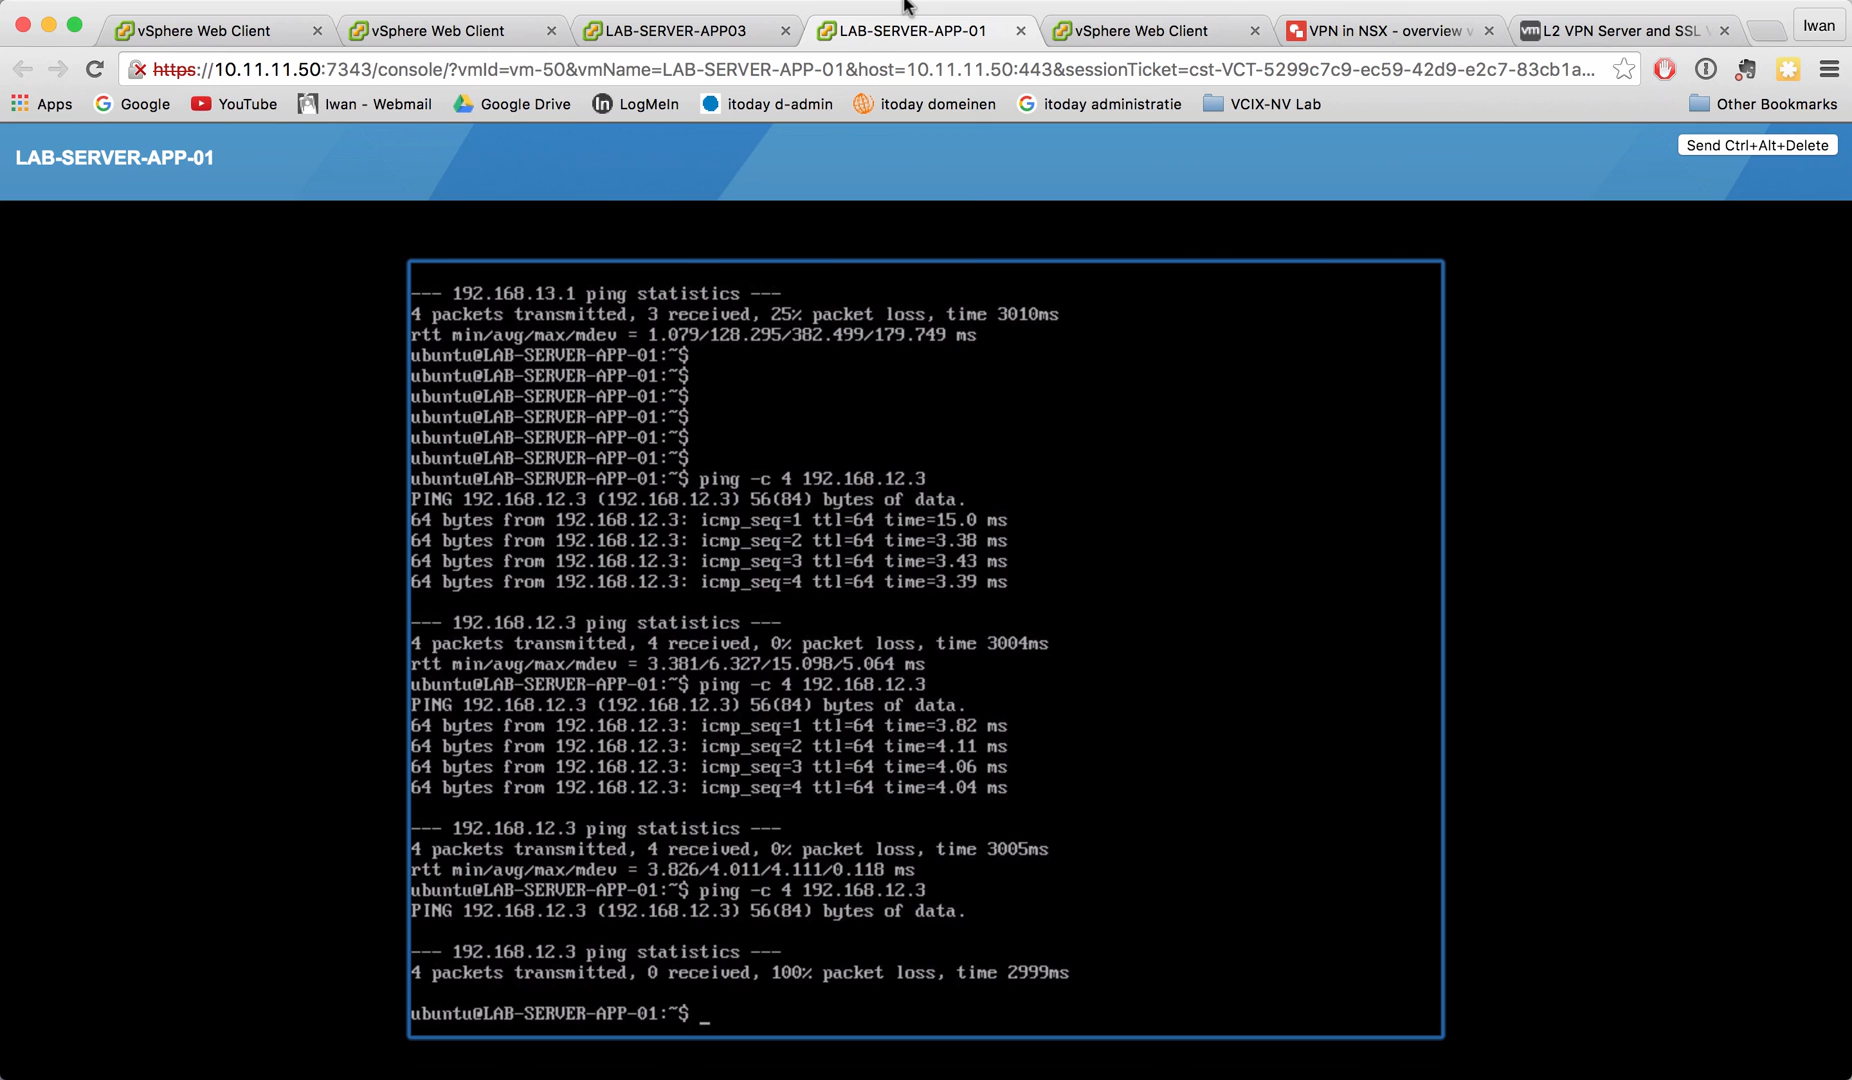 vSphere Web Client
vSphere Web Client
LAB-SERVER-APP03
LAB-SERVER-APP-01
vSphere Web Client
VPN in NSX - overview v
L2 VPN Server and SSL V
Iwan
https://10.11.11.50:7343/console/?vmId=vm-50&vmName=LAB-SERVER-APP-01&host=10.11.11.50:443&sessionTicket=cst-VCT-5299c7c9-ec59-42d9-e2c7-83cb1a...
Apps
Google
YouTube
Iwan - Webmail
Google Drive
LogMeIn
itoday d-admin
itoday domeinen
itoday administratie
VCIX-NV Lab
Other Bookmarks
LAB-SERVER-APP-01
Send Ctrl+Alt+Delete
--- 192.168.13.1 ping statistics ---
4 packets transmitted, 3 received, 25% packet loss, time 3010ms
rtt min/avg/max/mdev = 1.079/128.295/382.499/179.749 ms
ubuntu@LAB-SERVER-APP-01:~$
ubuntu@LAB-SERVER-APP-01:~$
ubuntu@LAB-SERVER-APP-01:~$
ubuntu@LAB-SERVER-APP-01:~$
ubuntu@LAB-SERVER-APP-01:~$
ubuntu@LAB-SERVER-APP-01:~$
ubuntu@LAB-SERVER-APP-01:~$ ping -c 4 192.168.12.3
PING 192.168.12.3 (192.168.12.3) 56(84) bytes of data.
64 bytes from 192.168.12.3: icmp_seq=1 ttl=64 time=15.0 ms
64 bytes from 192.168.12.3: icmp_seq=2 ttl=64 time=3.38 ms
64 bytes from 192.168.12.3: icmp_seq=3 ttl=64 time=3.43 ms
64 bytes from 192.168.12.3: icmp_seq=4 ttl=64 time=3.39 ms
--- 192.168.12.3 ping statistics ---
4 packets transmitted, 4 received, 0% packet loss, time 3004ms
rtt min/avg/max/mdev = 3.381/6.327/15.098/5.064 ms
ubuntu@LAB-SERVER-APP-01:~$ ping -c 4 192.168.12.3
PING 192.168.12.3 (192.168.12.3) 56(84) bytes of data.
64 bytes from 192.168.12.3: icmp_seq=1 ttl=64 time=3.82 ms
64 bytes from 192.168.12.3: icmp_seq=2 ttl=64 time=4.11 ms
64 bytes from 192.168.12.3: icmp_seq=3 ttl=64 time=4.06 ms
64 bytes from 192.168.12.3: icmp_seq=4 ttl=64 time=4.04 ms
--- 192.168.12.3 ping statistics ---
4 packets transmitted, 4 received, 0% packet loss, time 3005ms
rtt min/avg/max/mdev = 3.826/4.011/4.111/0.118 ms
ubuntu@LAB-SERVER-APP-01:~$ ping -c 4 192.168.12.3
PING 192.168.12.3 (192.168.12.3) 56(84) bytes of data.
--- 192.168.12.3 ping statistics ---
4 packets transmitted, 0 received, 100% packet loss, time 2999ms
ubuntu@LAB-SERVER-APP-01:~$ _